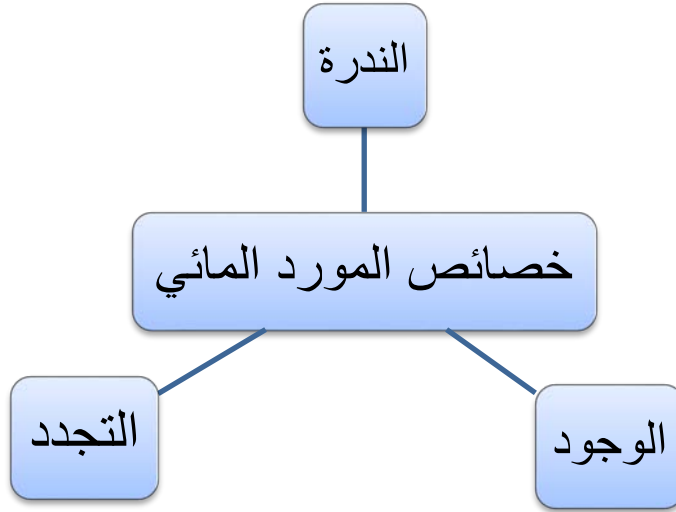 الندرة
خصائص المورد المائي
الوجود
التجدد